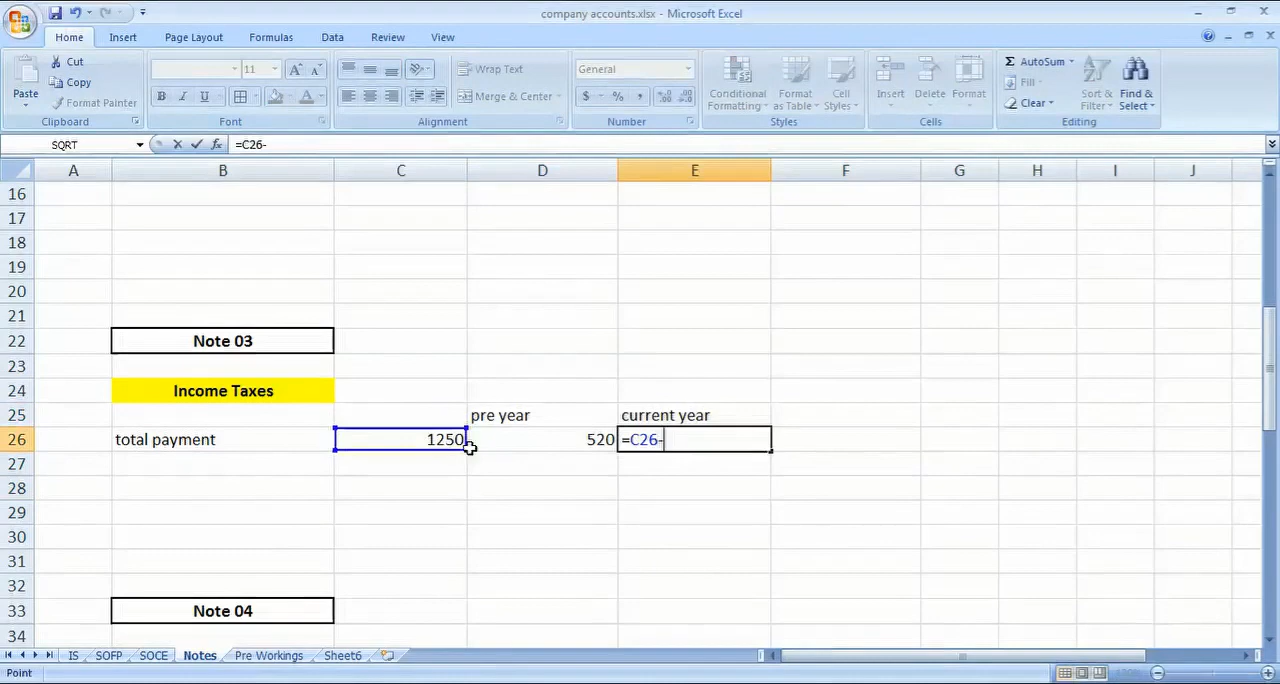 company accounts.xlsx - Microsoft Excel
Home Insert Page Layout Formulas Data Review View
Paste
Cut
Copy
Format Painter
Clipboard
11
A A
B I U A
Font
Wrap Text
Merge & Center
Alignment
General
$ % ,
Number
Conditional Formatting
Format as Table
Cell Styles
Styles
Insert Delete Format
Cells
Σ AutoSum
Fill
Clear
Sort & Filter
Find & Select
Editing
SQRT fx =C26-
A B C D E F G H I J
16
17
18
19
20
21
22 Note 03
23
24 Income Taxes
25 pre year current year
26 total payment 1250 520 =C26-
27
28
29
30
31
32
33 Note 04
34
IS SOFP SOCE Notes Pre Workings Sheet6
Point